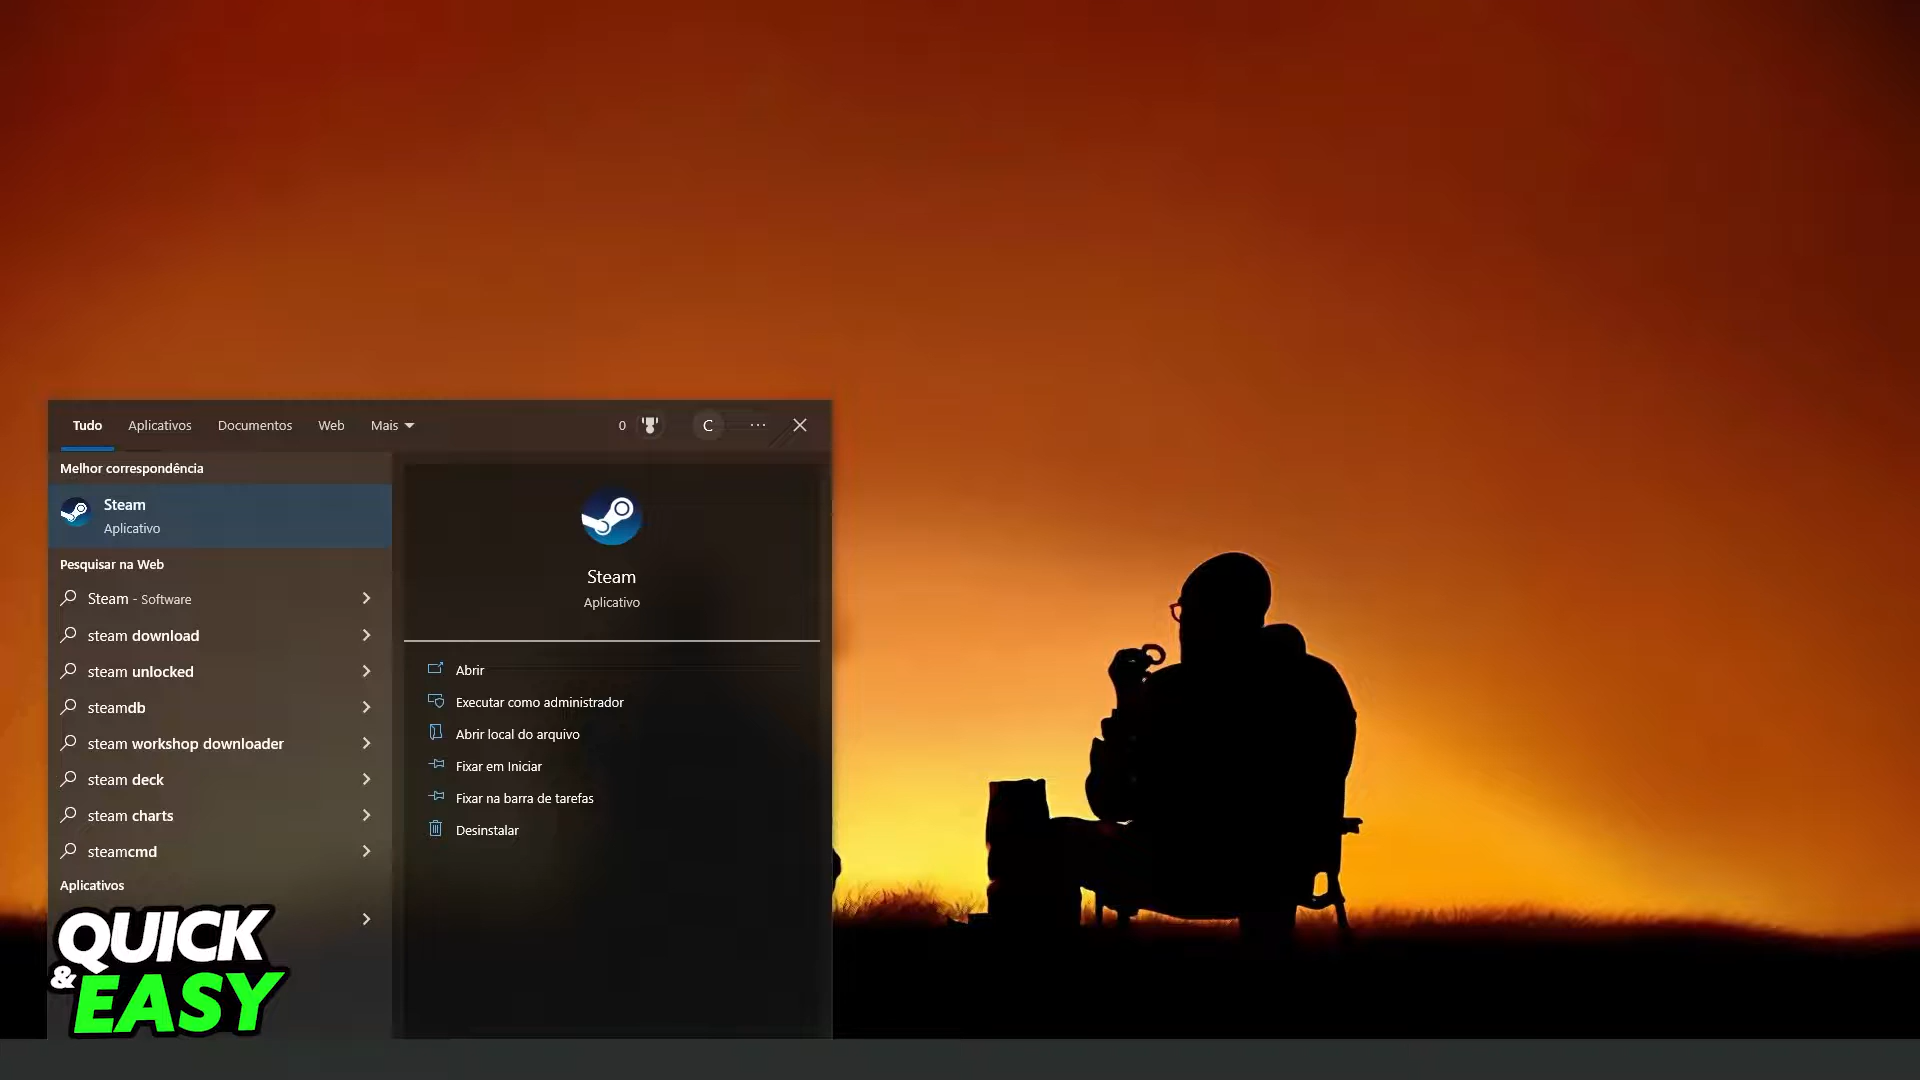 Tudo Aplicativos Documentos Web Mais 0 C
Melhor correspondência
Steam
Aplicativo
Pesquisar na Web
Steam - Software
steam download
steam unlocked
steamdb
steam workshop downloader
steam deck
steam charts
steamcmd
Aplicativos
Steam
Aplicativo
Abrir
Executar como administrador
Abrir local do arquivo
Fixar em Iniciar
Fixar na barra de tarefas
Desinstalar
QUICK
& EASY